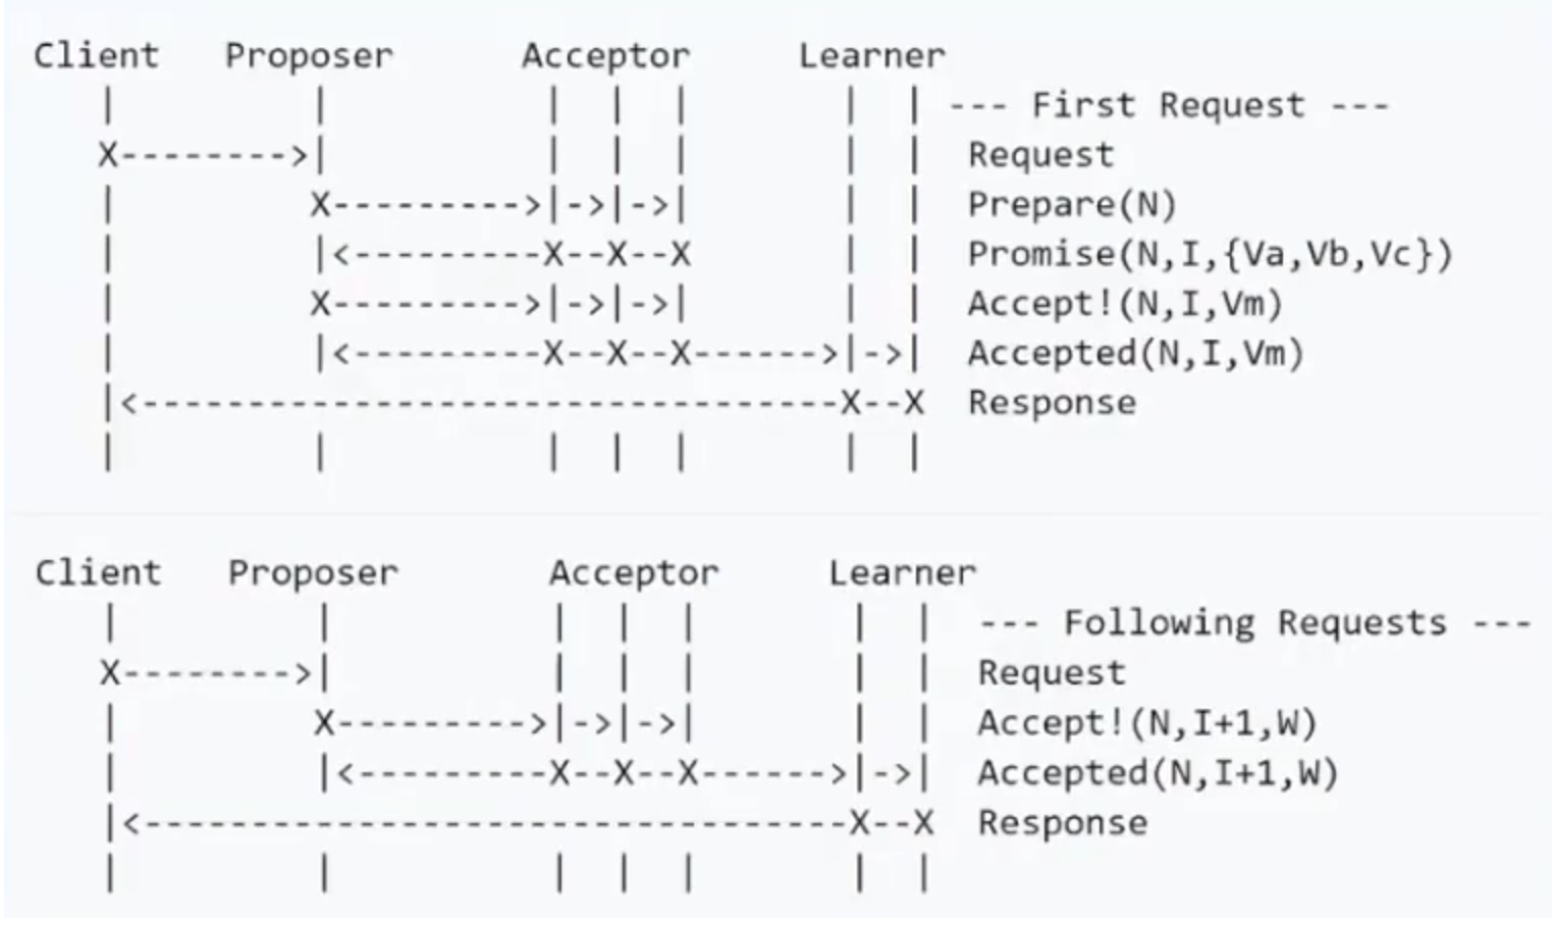 Client   Proposer      Acceptor     Learner
   |         |          |  |  |       |  | --- First Request ---
   X-------->|          |  |  |       |  |  Request
   |         X--------->|->|->|       |  |  Prepare(N)
   |         |<---------X--X--X       |  |  Promise(N,I,{Va,Vb,Vc})
   |         X--------->|->|->|       |  |  Accept!(N,I,Vm)
   |         |<---------X--X--X------>|->|  Accepted(N,I,Vm)
   |<---------------------------------X--X  Response
   |         |          |  |  |       |  |
Client   Proposer       Acceptor     Learner
   |         |          |  |  |       |  |  --- Following Requests ---
   X-------->|          |  |  |       |  |  Request
   |         X--------->|->|->|       |  |  Accept!(N,I+1,W)
   |         |<---------X--X--X------>|->|  Accepted(N,I+1,W)
   |<---------------------------------X--X  Response
   |         |          |  |  |       |  |